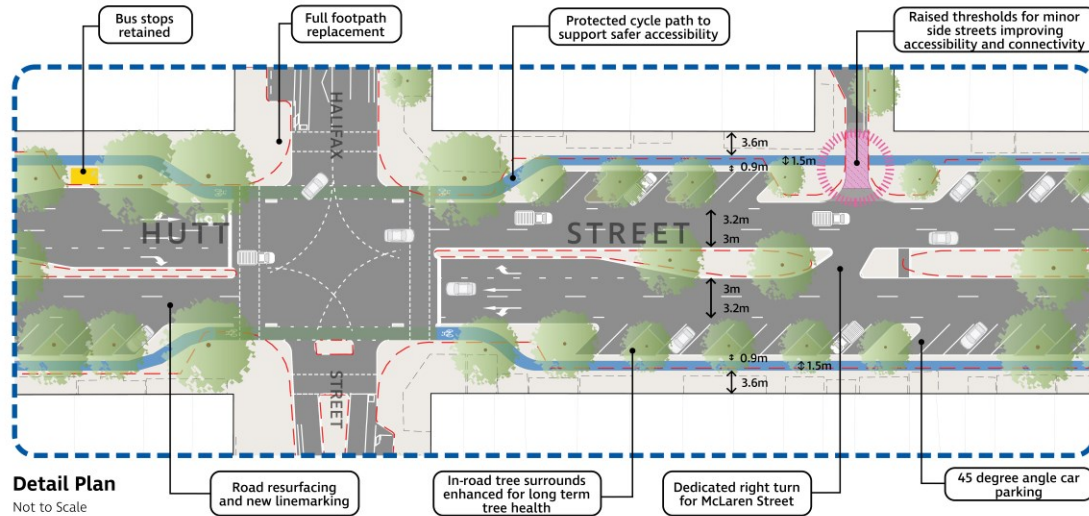 Bus stops
retained
Full footpath
replacement
Protected cycle path to
support safer accessibility
Raised thresholds for minor
side streets improving
accessibility and connectivity
HALIFAX
3.6m
1.5m
0.9m
HUTT
STREET
3.2m
3m
3m
3.2m
0.9m
1.5m
3.6m
STREET
Detail Plan
Not to Scale
Road resurfacing
and new linemarking
In-road tree surrounds
enhanced for long term
tree health
Dedicated right turn
for McLaren Street
45 degree angle car
parking